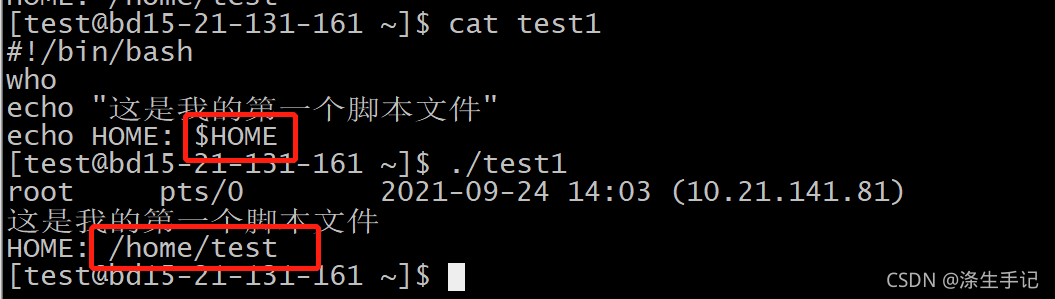 HOME: /home/test
[test@bd15-21-131-161 ~]$ cat test1
#!/bin/bash
who
echo "这是我的第一个脚本文件"
echo HOME: $HOME
[test@bd15-21-131-161 ~]$ ./test1
root     pts/0        2021-09-24 14:03 (10.21.141.81)
这是我的第一个脚本文件
HOME: /home/test
[test@bd15-21-131-161 ~]$
CSDN @涤生手记